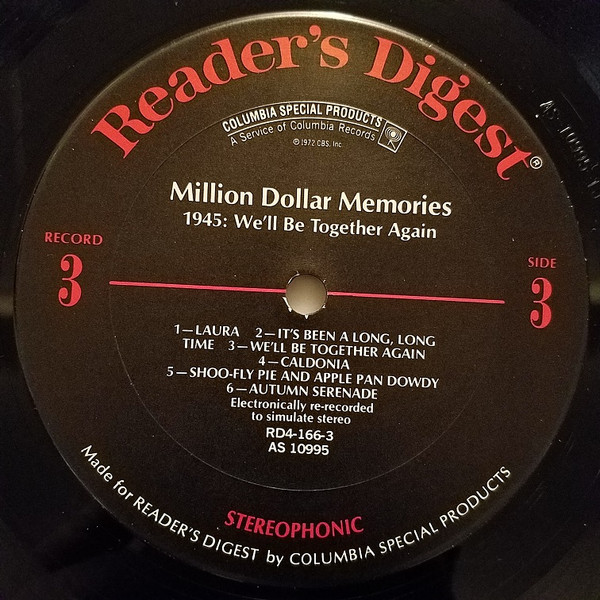 Reader's Digest®
COLUMBIA SPECIAL PRODUCTS
A Service of Columbia Records
© 1972 CBS, Inc.
Million Dollar Memories
1945: We'll Be Together Again
RECORD
3
SIDE
3
1—LAURA 2—IT'S BEEN A LONG, LONG
TIME 3—WE'LL BE TOGETHER AGAIN
4—CALDONIA
5—SHOO-FLY PIE AND APPLE PAN DOWDY
6—AUTUMN SERENADE
Electronically re-recorded
to simulate stereo
RD4-166-3
AS 10995
STEREOPHONIC
Made for READER'S DIGEST by COLUMBIA SPECIAL PRODUCTS